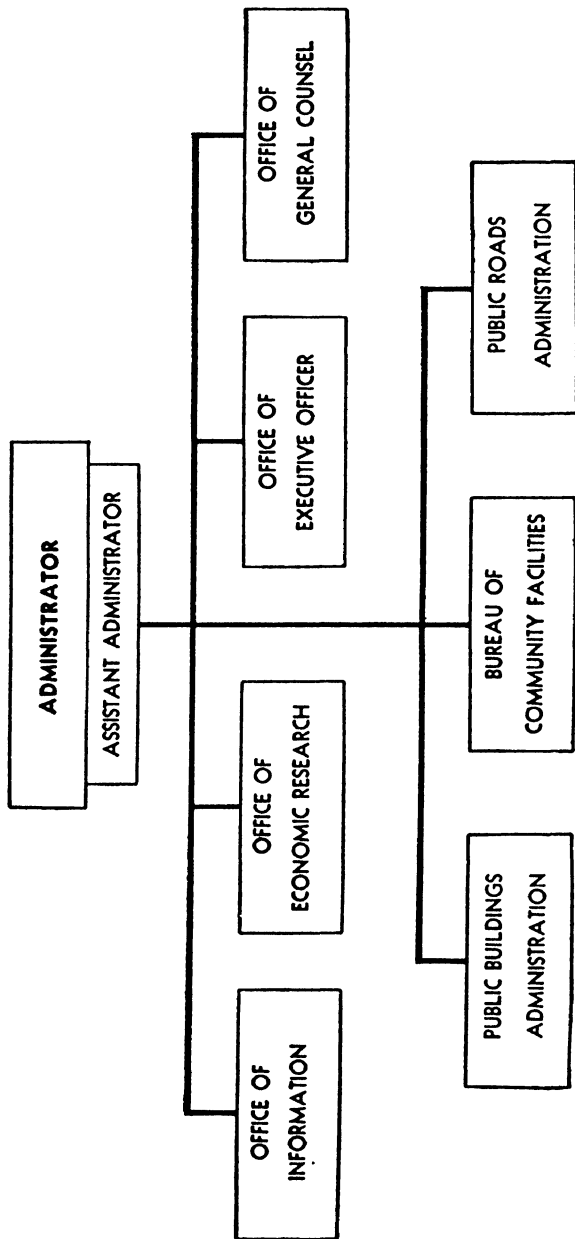 ADMINISTRATOR
ASSISTANT ADMINISTRATOR
OFFICE OF
INFORMATION
OFFICE OF
ECONOMIC RESEARCH
OFFICE OF
EXECUTIVE OFFICER
OFFICE OF
GENERAL COUNSEL
PUBLIC BUILDINGS
ADMINISTRATION
BUREAU OF
COMMUNITY FACILITIES
PUBLIC ROADS
ADMINISTRATION